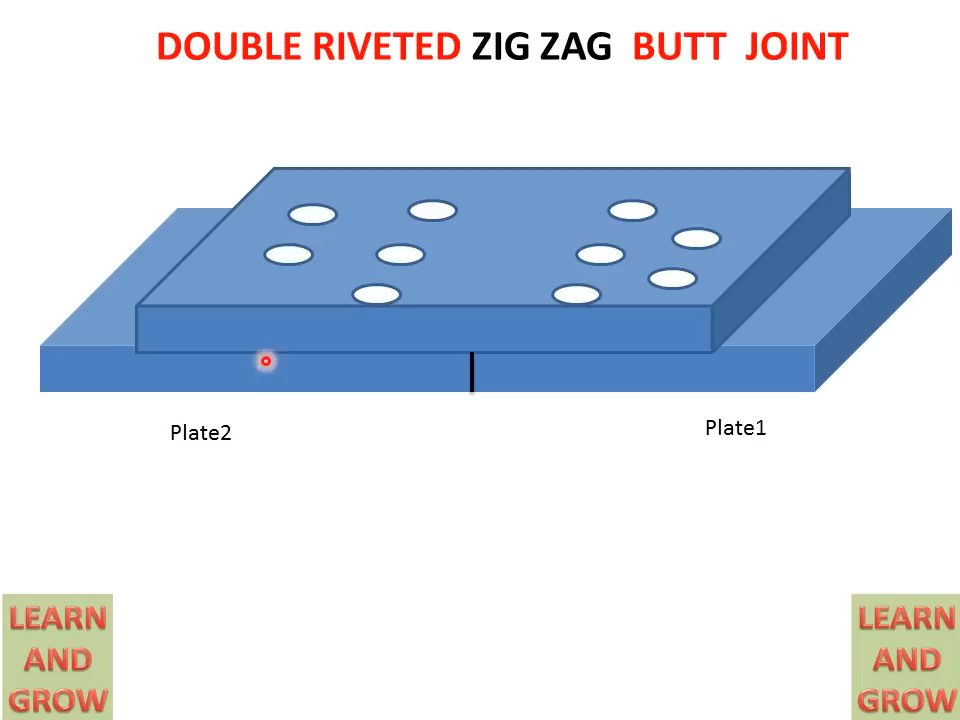 DOUBLE RIVETED ZIG ZAG BUTT JOINT
Plate2
Plate1
LEARN
AND
GROW
LEARN
AND
GROW